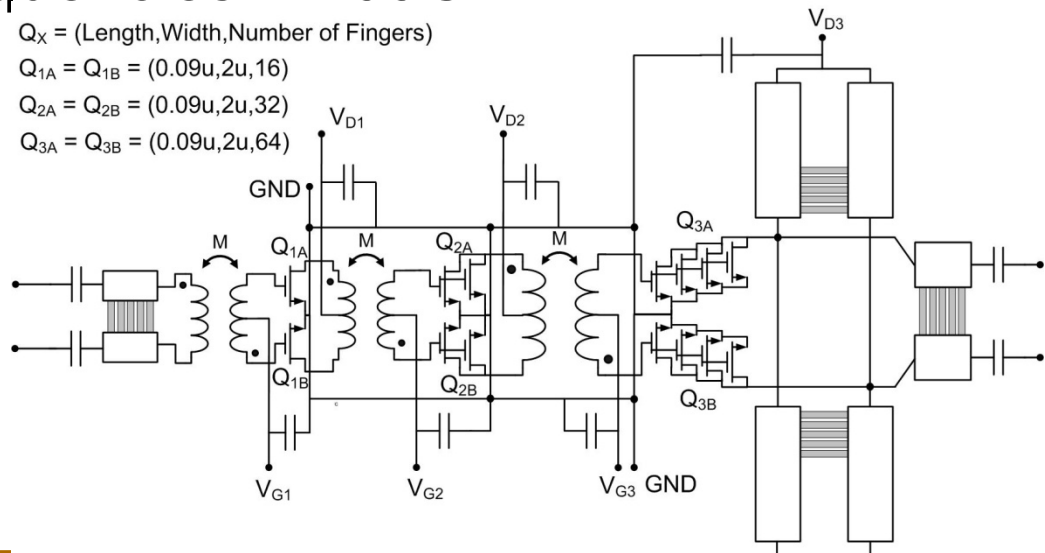 Q_X = (Length,Width,Number of Fingers)
Q_1A = Q_1B = (0.09u,2u,16)
Q_2A = Q_2B = (0.09u,2u,32)
Q_3A = Q_3B = (0.09u,2u,64)
V_D3
V_D1
V_D2
GND
M
Q_1A
M
Q_2A
M
Q_3A
Q_1B
Q_2B
Q_3B
c
V_G1
V_G2
V_G3 GND